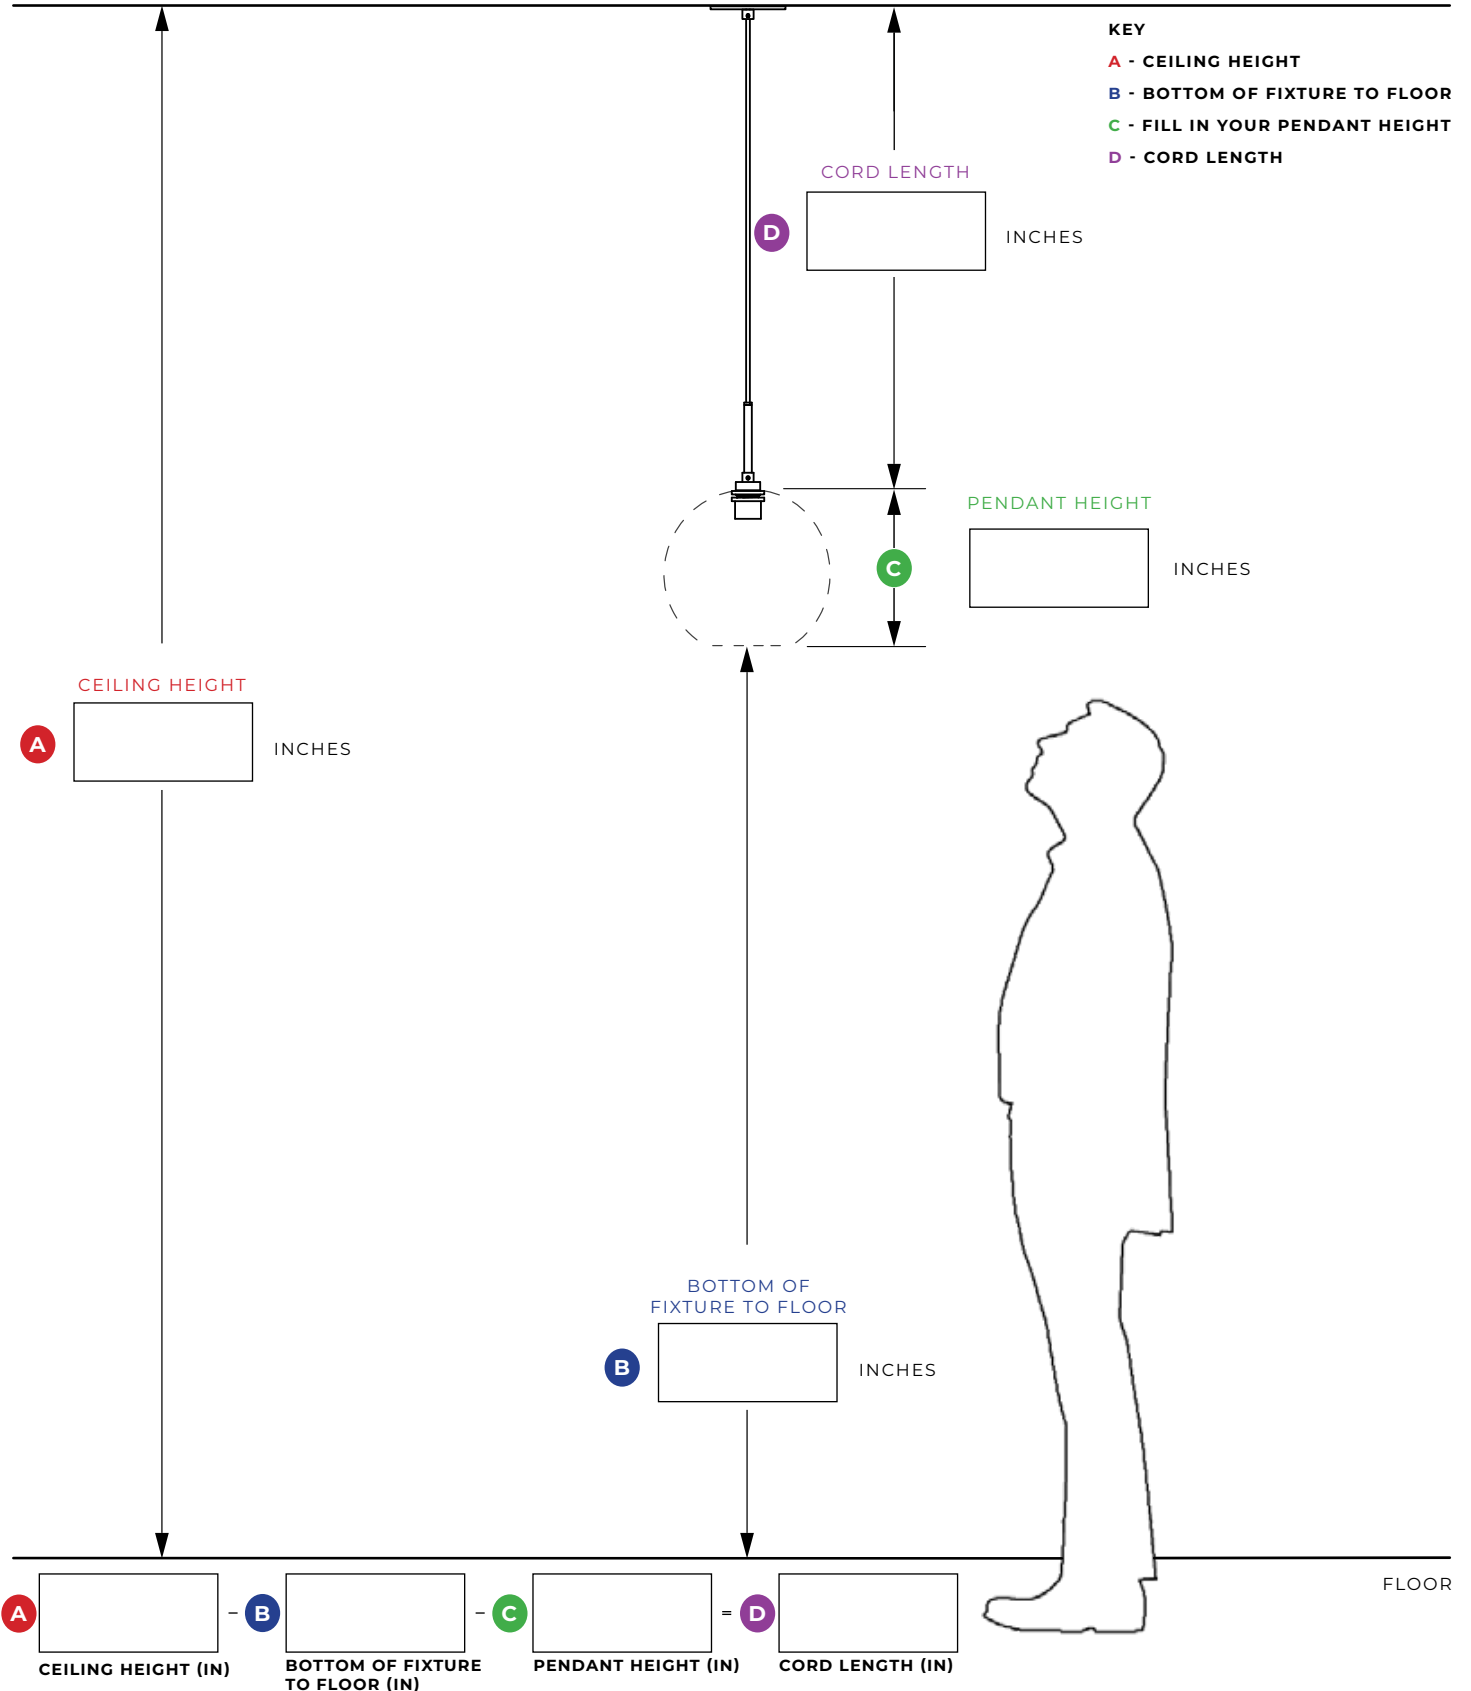 KEY
A - CEILING HEIGHT
B - BOTTOM OF FIXTURE TO FLOOR
C - FILL IN YOUR PENDANT HEIGHT
D - CORD LENGTH
CORD LENGTH
D
INCHES
PENDANT HEIGHT
C
INCHES
CEILING HEIGHT
A
INCHES
BOTTOM OF
FIXTURE TO FLOOR
B
INCHES
FLOOR
A – B – C = D
CEILING HEIGHT (IN)
BOTTOM OF FIXTURE
TO FLOOR (IN)
PENDANT HEIGHT (IN)
CORD LENGTH (IN)